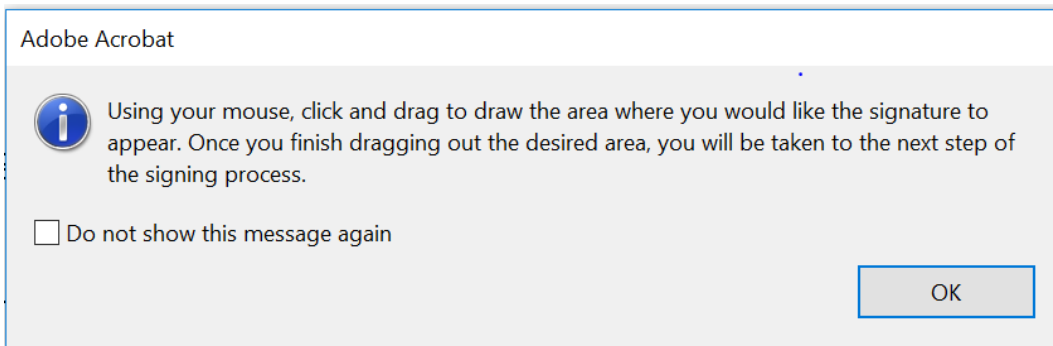 Adobe Acrobat
Using your mouse, click and drag to draw the area where you would like the signature to
appear. Once you finish dragging out the desired area, you will be taken to the next step of
the signing process.
Do not show this message again
OK